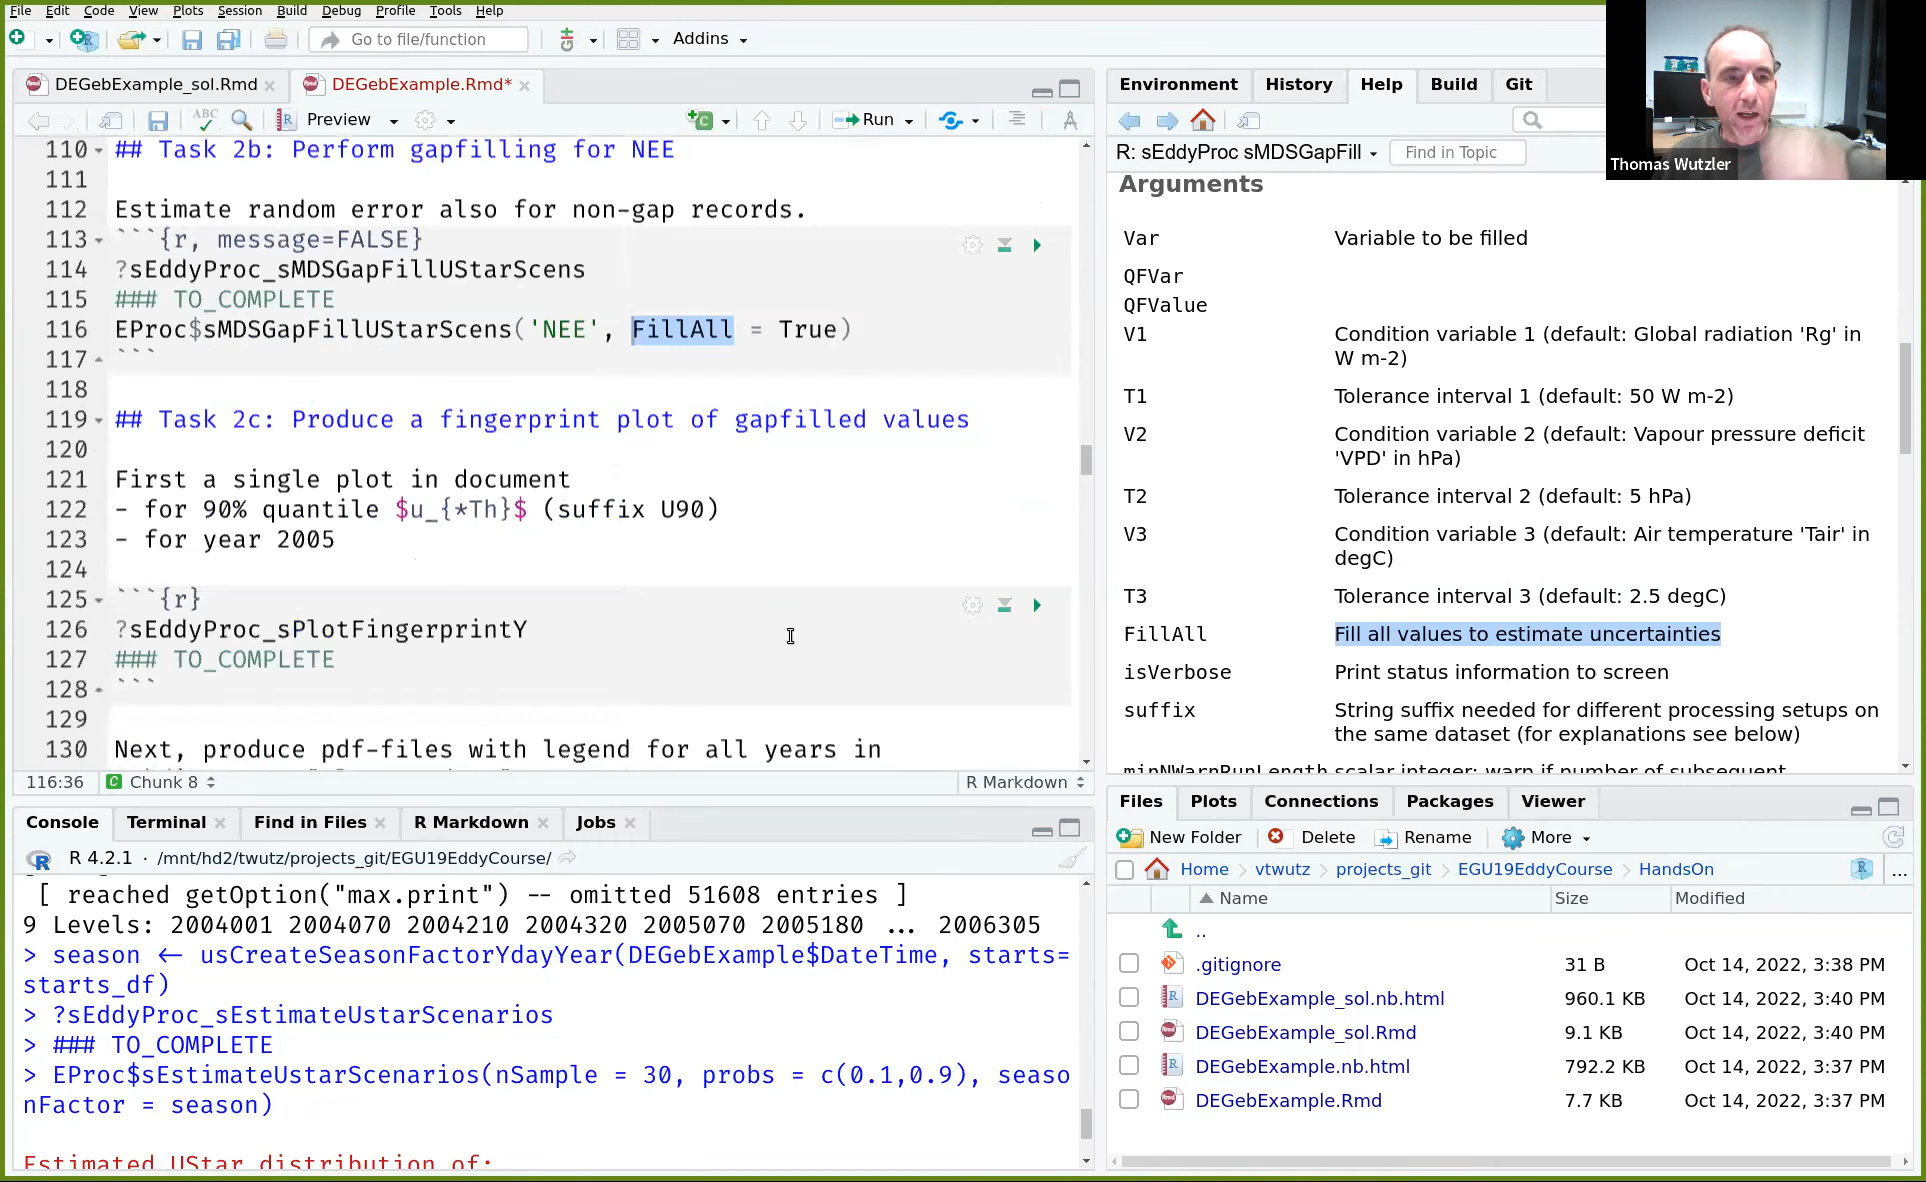 File Edit Code View Plots Session Build Debug Profile Tools Help
Go to file/function
Addins
Thomas Wutzler
DEGebExample_sol.Rmd
DEGebExample.Rmd*
ABC
Preview
Run
110 ## Task 2b: Perform gapfilling for NEE
111
112 Estimate random error also for non-gap records.
113 ```{r, message=FALSE}
114 ?sEddyProc_sMDSGapFillUStarScens
115 ### TO_COMPLETE
116 EProc$sMDSGapFillUStarScens('NEE', FillAll = True)
117 ```
118
119 ## Task 2c: Produce a fingerprint plot of gapfilled values
120
121 First a single plot in document
122 - for 90% quantile $u_{*Th}$ (suffix U90)
123 - for year 2005
124
125 ```{r}
126 ?sEddyProc_sPlotFingerprintY
127 ### TO_COMPLETE
128 ```
129
130 Next, produce pdf-files with legend for all years in
116:36 Chunk 8 R Markdown
Console Terminal Find in Files R Markdown Jobs
R 4.2.1 · /mnt/hd2/twutz/projects_git/EGU19EddyCourse/
[ reached getOption("max.print") -- omitted 51608 entries ]
9 Levels: 2004001 2004070 2004210 2004320 2005070 2005180 ... 2006305
> season <- usCreateSeasonFactorYdayYear(DEGebExample$DateTime, starts=
starts_df)
> ?sEddyProc_sEstimateUstarScenarios
> ### TO_COMPLETE
> EProc$sEstimateUstarScenarios(nSample = 30, probs = c(0.1,0.9), seaso
nFactor = season)
Estimated UStar distribution of:
Environment History Help Build Git
R: sEddyProc sMDSGapFill
Find in Topic
Arguments
Var Variable to be filled
QFVar
QFValue
V1 Condition variable 1 (default: Global radiation 'Rg' in
W m-2)
T1 Tolerance interval 1 (default: 50 W m-2)
V2 Condition variable 2 (default: Vapour pressure deficit
'VPD' in hPa)
T2 Tolerance interval 2 (default: 5 hPa)
V3 Condition variable 3 (default: Air temperature 'Tair' in
degC)
T3 Tolerance interval 3 (default: 2.5 degC)
FillAll Fill all values to estimate uncertainties
isVerbose Print status information to screen
suffix String suffix needed for different processing setups on
the same dataset (for explanations see below)
minNWarnRunLength scalar integer: warn if number of subsequent
Files Plots Connections Packages Viewer
New Folder Delete Rename More
Home vtwutz projects_git EGU19EddyCourse HandsOn ...
Name Size Modified
..
.gitignore 31 B Oct 14, 2022, 3:38 PM
DEGebExample_sol.nb.html 960.1 KB Oct 14, 2022, 3:40 PM
DEGebExample_sol.Rmd 9.1 KB Oct 14, 2022, 3:40 PM
DEGebExample.nb.html 792.2 KB Oct 14, 2022, 3:37 PM
DEGebExample.Rmd 7.7 KB Oct 14, 2022, 3:37 PM